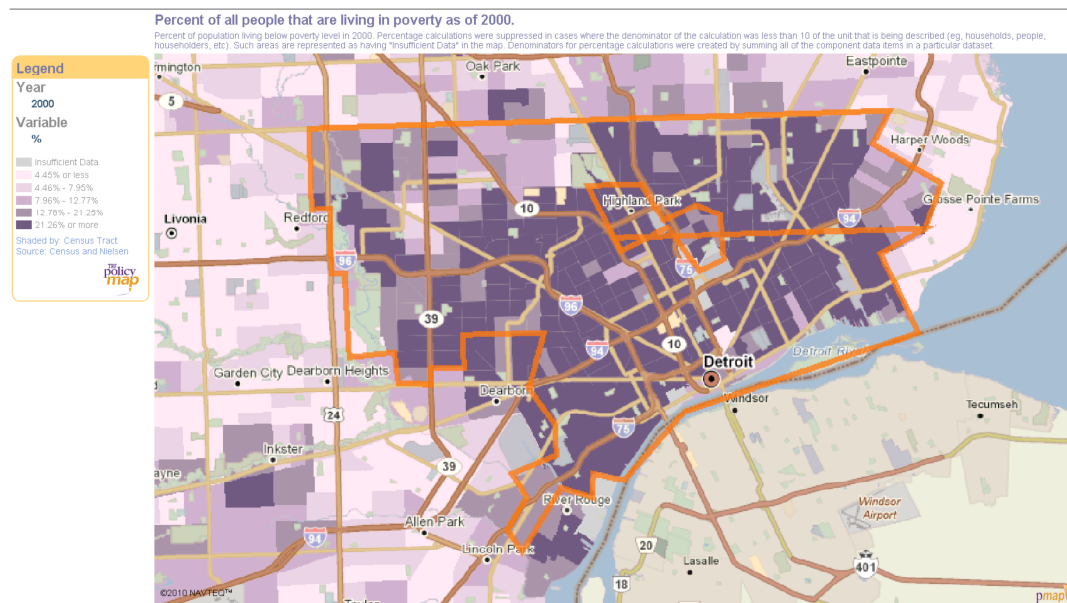 Percent of all people that are living in poverty as of 2000.
Percent of population living below poverty level in 2000. Percentage calculations were suppressed in cases where the denominator of the calculation was less than 10 of the unit that is being described (eg, households, people,
householders, etc). Such areas are represented as having "Insufficient Data" in the map. Denominators for percentage calculations were created by summing all of the component data items in a particular dataset.
Legend
Year
2000
Variable
%
Insufficient Data
4.45% or less
4.46% - 7.95%
7.96% - 12.77%
12.78% - 21.25%
21.26% or more
Shaded by: Census Tract
Source: Census and Nielsen
THE
policy
map
rmington
Oak Park
Eastpointe
5
39
Harper Woods
Highland Park
Grosse Pointe Farms
Livonia
Redford
10
94
96
75
96
39
94
10
Detroit River
Detroit
Garden City
Dearborn Heights
Dearborn
Windsor
Tecumseh
24
75
Inkster
39
ayne
River Rouge
Windsor
Airport
Allen Park
94
Lincoln Park
20
Lasalle
401
18
©2010 NAVTEQ™
Taylor
pmap